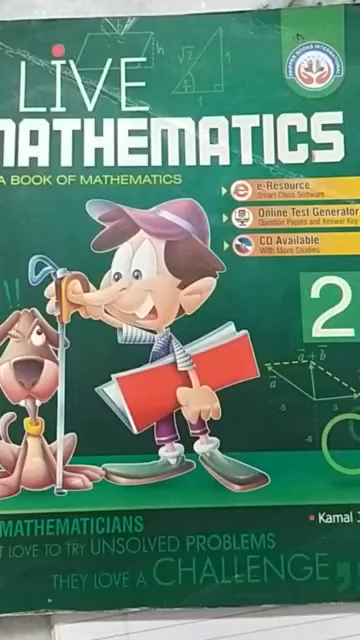 LIVE
MATHEMATICS
A BOOK OF MATHEMATICS
e-Resource
Smart Class Software
Online Test Generator
Question Papers and Answer Key
CD Available
With More Studies
2
MATHEMATICIANS
T LOVE TO TRY UNSOLVED PROBLEMS
THEY LOVE A CHALLENGE
Kamal